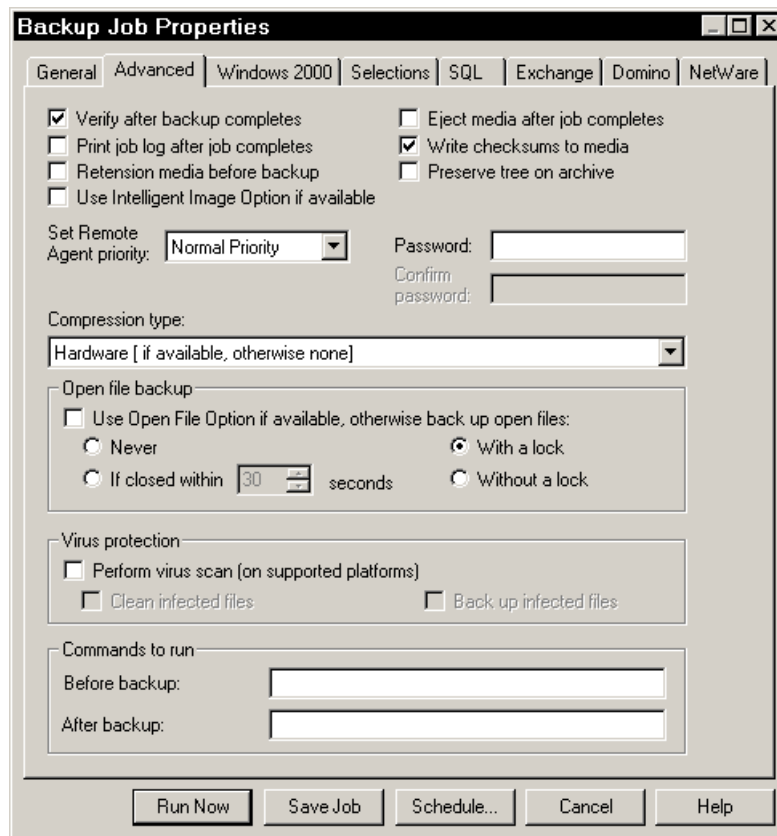 Backup Job Properties
General Advanced Windows 2000 Selections SQL Exchange Domino NetWare
Verify after backup completes
Eject media after job completes
Print job log after job completes
Write checksums to media
Retension media before backup
Preserve tree on archive
Use Intelligent Image Option if available
Set Remote
Agent priority:
Normal Priority
Password:
Confirm
password:
Compression type:
Hardware [ if available, otherwise none]
Open file backup
Use Open File Option if available, otherwise back up open files:
Never
With a lock
If closed within 30 seconds
Without a lock
Virus protection
Perform virus scan (on supported platforms)
Clean infected files
Back up infected files
Commands to run
Before backup:
After backup:
Run Now Save Job Schedule... Cancel Help